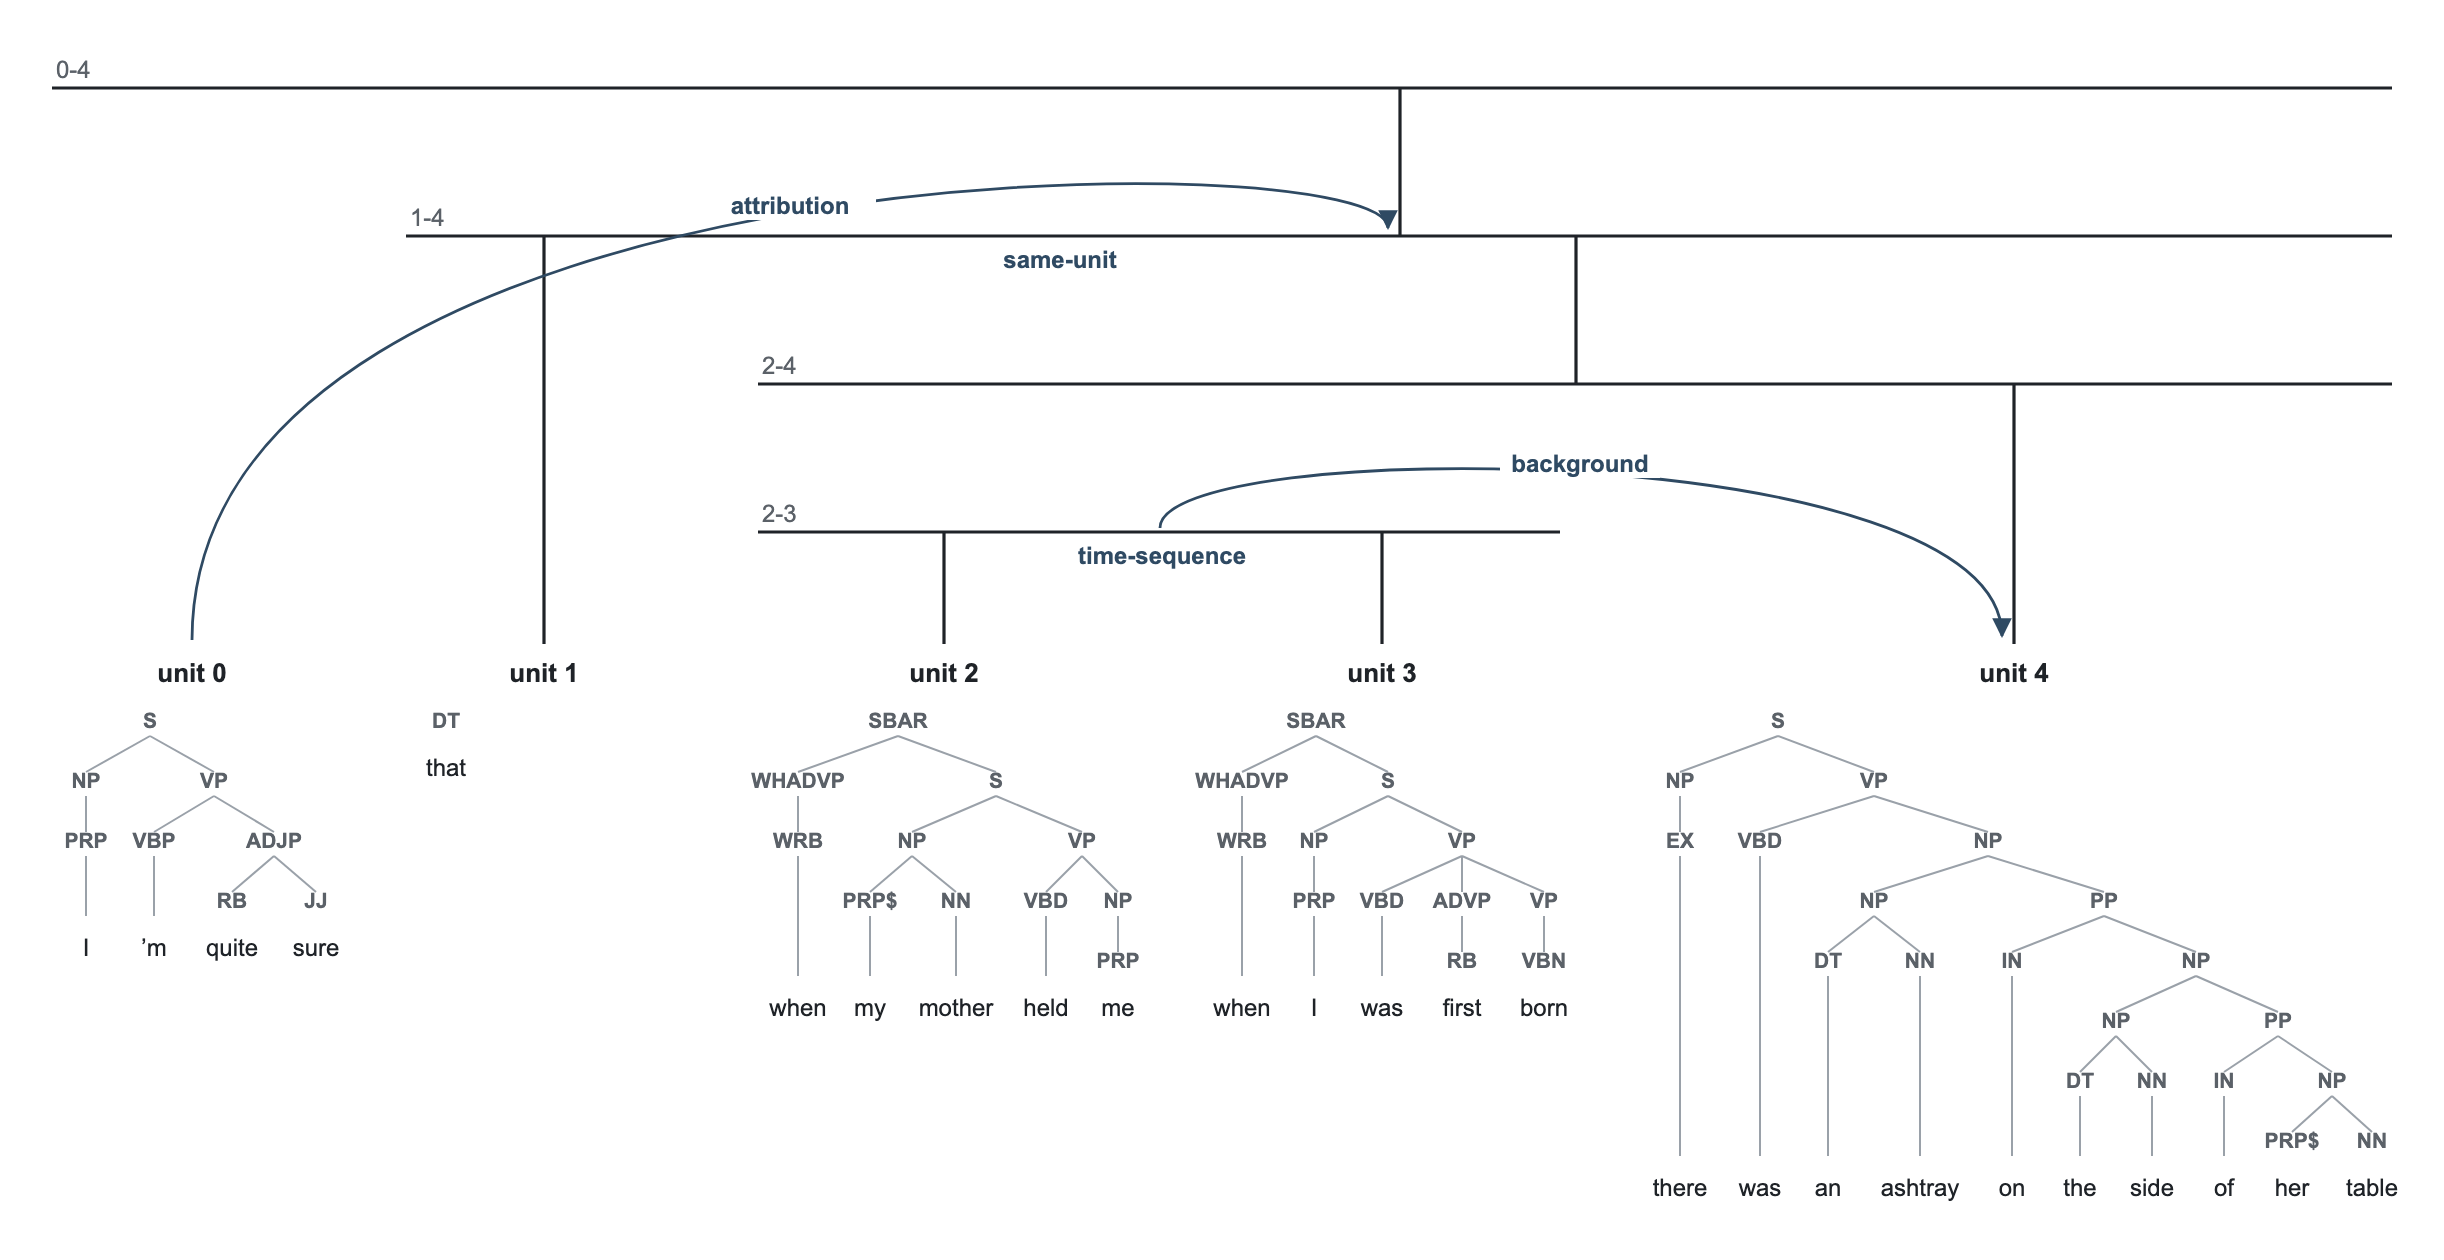 0-4
attribution
1-4
same-unit
2-4
background
2-3
time-sequence
unit 0 unit 1 unit 2 unit 3 unit 4
S DT SBAR SBAR S
that
NP VP WHADVP S WHADVP S NP VP
PRP VBP ADJP WRB NP VP WRB NP VP EX VBD NP
RB JJ PRP$ NN VBD NP PRP VBD ADVP VP NP PP
I ’m quite sure
PRP RB VBN DT NN IN NP
when my mother held me when I was first born
NP PP
DT NN IN NP
PRP$ NN
there was an ashtray on the side of her table